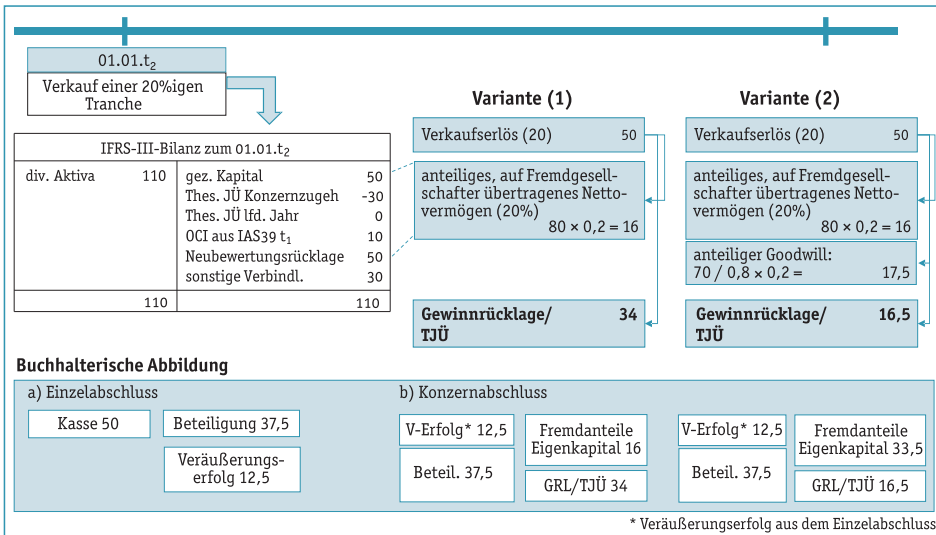 01.01.t₂
Verkauf einer 20%igen
Tranche
IFRS-III-Bilanz zum 01.01.t₂
div. Aktiva 110
gez. Kapital 50
Thes. JÜ Konzernzugeh -30
Thes. JÜ lfd. Jahr 0
OCI aus IAS39 t₁ 10
Neubewertungsrücklage 50
sonstige Verbindl. 30
110 110
Variante (1)
Verkaufserlös (20) 50
anteiliges, auf Fremdgesell-
schafter übertragenes Netto-
vermögen (20%)
80 × 0,2 = 16
Gewinnrücklage/ 34
TJÜ
Variante (2)
Verkaufserlös (20) 50
anteiliges, auf Fremdgesell-
schafter übertragenes Netto-
vermögen (20%)
80 × 0,2 = 16
anteiliger Goodwill:
70 / 0,8 × 0,2 = 17,5
Gewinnrücklage/ 16,5
TJÜ
Buchhalterische Abbildung
a) Einzelabschluss
Kasse 50
Beteiligung 37,5
Veräußerungs-
erfolg 12,5
b) Konzernabschluss
V-Erfolg* 12,5
Beteil. 37,5
Fremdanteile
Eigenkapital 16
GRL/TJÜ 34
V-Erfolg* 12,5
Beteil. 37,5
Fremdanteile
Eigenkapital 33,5
GRL/TJÜ 16,5
* Veräußerungserfolg aus dem Einzelabschluss